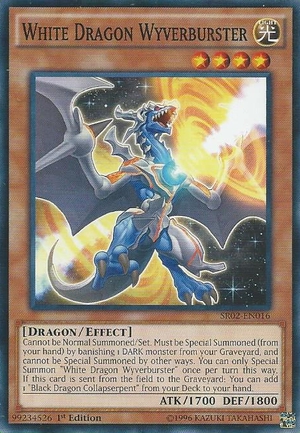 WHITE DRAGON WYVERBURSTER
光
SR02-EN016
[DRAGON/EFFECT]
Cannot be Normal Summoned/Set. Must be Special Summoned (from
your hand) by banishing 1 DARK monster from your Graveyard, and
cannot be Special Summoned by other ways. You can only Special
Summon "White Dragon Wyverburster" once per turn this way.
If this card is sent from the field to the Graveyard: You can add
1 "Black Dragon Collapserpent" from your Deck to your hand.
ATK/1700 DEF/1800
99234526 1st Edition ©1996 KAZUKI TAKAHASHI